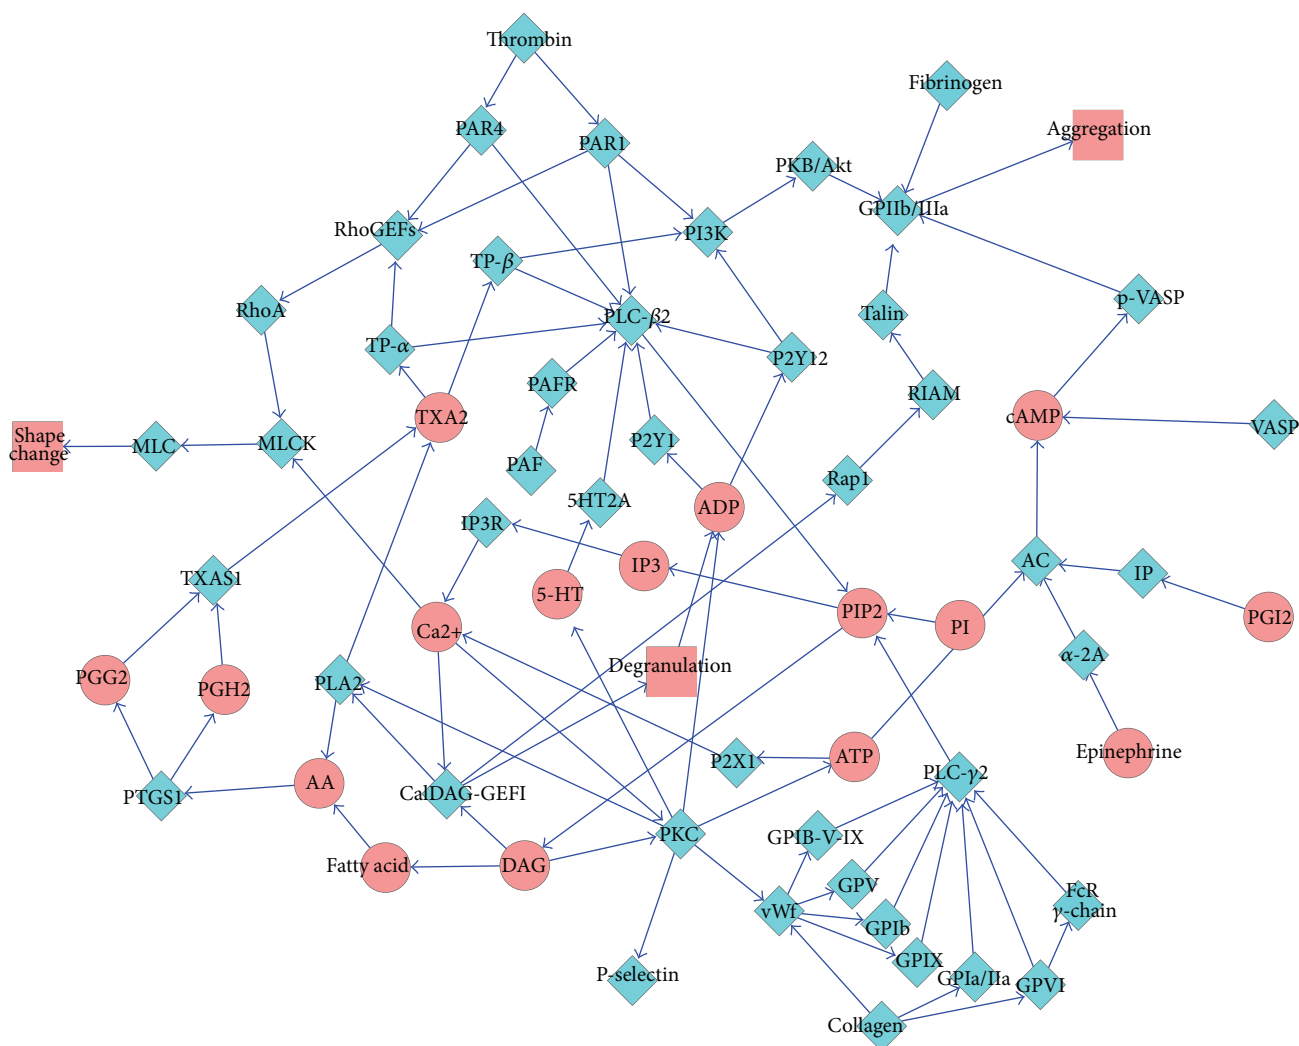 Thrombin
Fibrinogen
PAR4
Aggregation
PAR1
PKB/Akt
GPIIb/IIIa
RhoGEFs
PI3K
TP-β
p-VASP
RhoA
Talin
PLC-β2
TP-α
P2Y12
PAFR
RIAM
TXA2
cAMP
VASP
Shape
change
MLC
MLCK
P2Y1
PAF
Rap1
5HT2A
ADP
IP3R
IP3
AC
IP
TXAS1
5-HT
PIP2
PI
PGI2
Ca2+
α-2A
Degranulation
PGG2
PLA2
PGH2
Epinephrine
P2X1
ATP
PLC-γ2
AA
PTGS1
CalDAG-GEFI
PKC
GPIB-V-IX
Fatty acid
DAG
GPV
FcR
γ-chain
vWf
GPIb
GPIX
P-selectin
GPIa/IIa
GPVI
Collagen